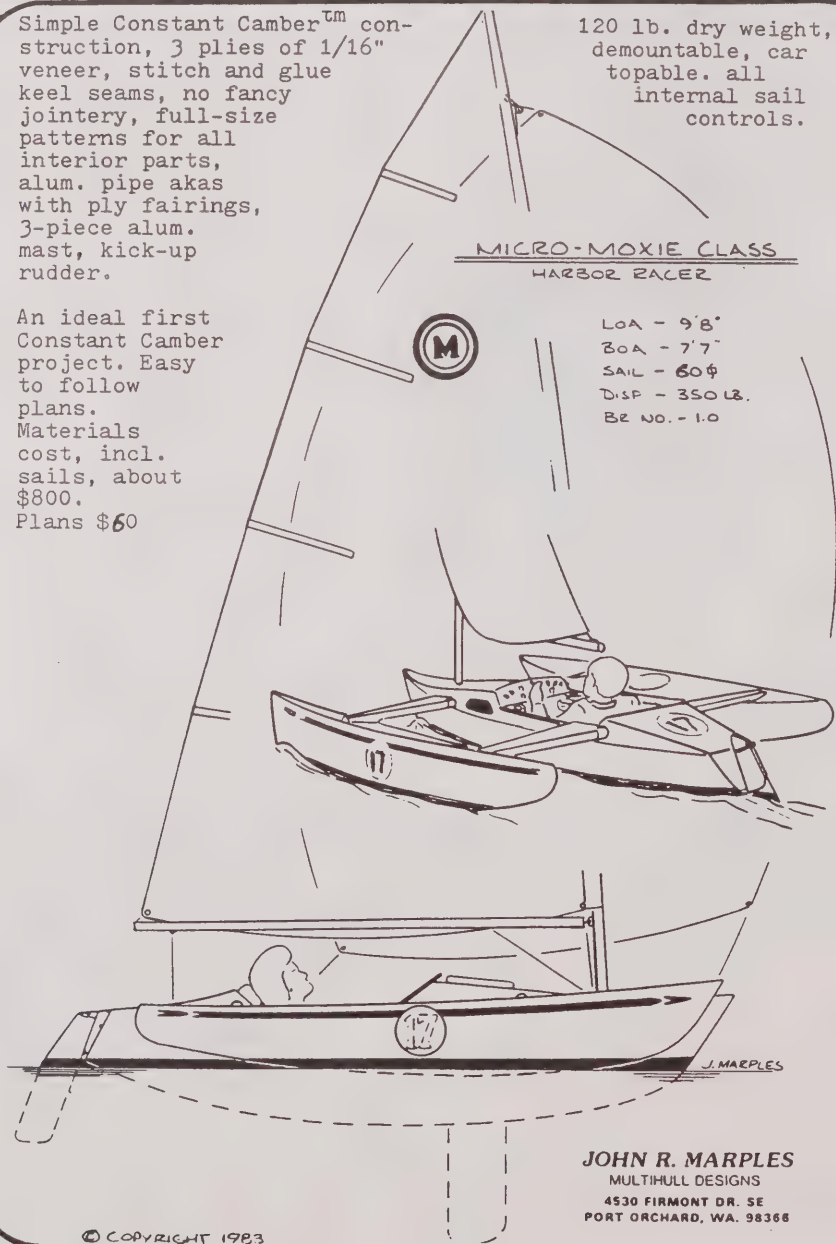 Simple Constant Camber™ con-
struction, 3 plies of 1/16"
veneer, stitch and glue
keel seams, no fancy
jointery, full-size
patterns for all
interior parts,
alum. pipe akas
with ply fairings,
3-piece alum.
mast, kick-up
rudder.
An ideal first
Constant Camber
project. Easy
to follow
plans.
Materials
cost, incl.
sails, about
$800.
Plans $60
120 lb. dry weight,
demountable, car
topable. all
internal sail
controls.
MICRO-MOXIE CLASS
HARBOR RACER
LOA - 9'8"
BOA - 7'7"
SAIL - 60⌀
DISP - 350 LB.
BR NO. - 1.0
M
17
17
17
J. MARPLES
JOHN R. MARPLES
MULTIHULL DESIGNS
4530 FIRMONT DR. SE
PORT ORCHARD, WA. 98366
© COPYRIGHT 1983